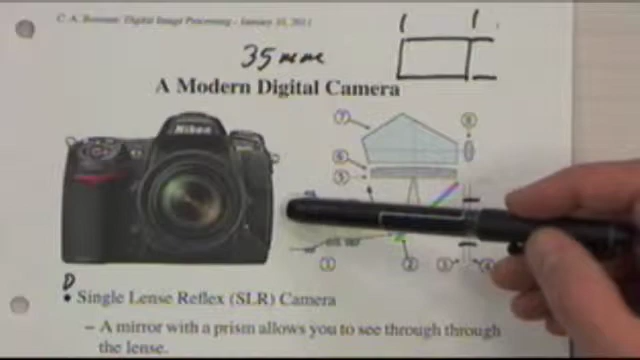 C. A. Bouman: Digital Image Processing - January 10, 2011
35mm
A Modern Digital Camera
Nikon
7
8
6
5
1
2
3
4
D
• Single Lense Reflex (SLR) Camera
– A mirror with a prism allows you to see through through
the lense.